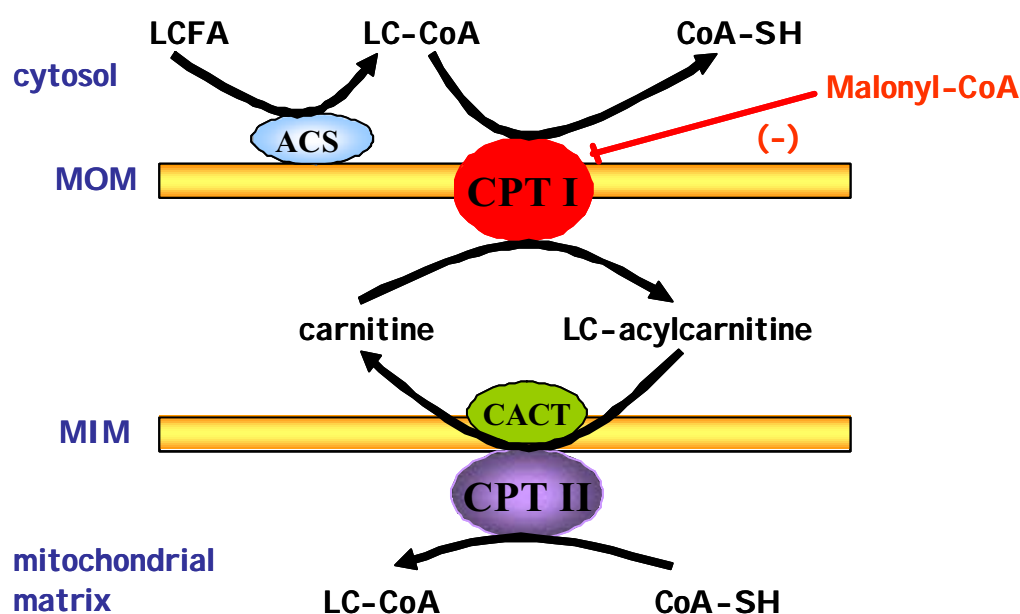 LCFA LC-CoA CoA-SH
cytosol
Malonyl-CoA
ACS
(-)
MOM
CPT I
carnitine LC-acylcarnitine
CACT
MIM
CPT II
mitochondrial
matrix
LC-CoA CoA-SH